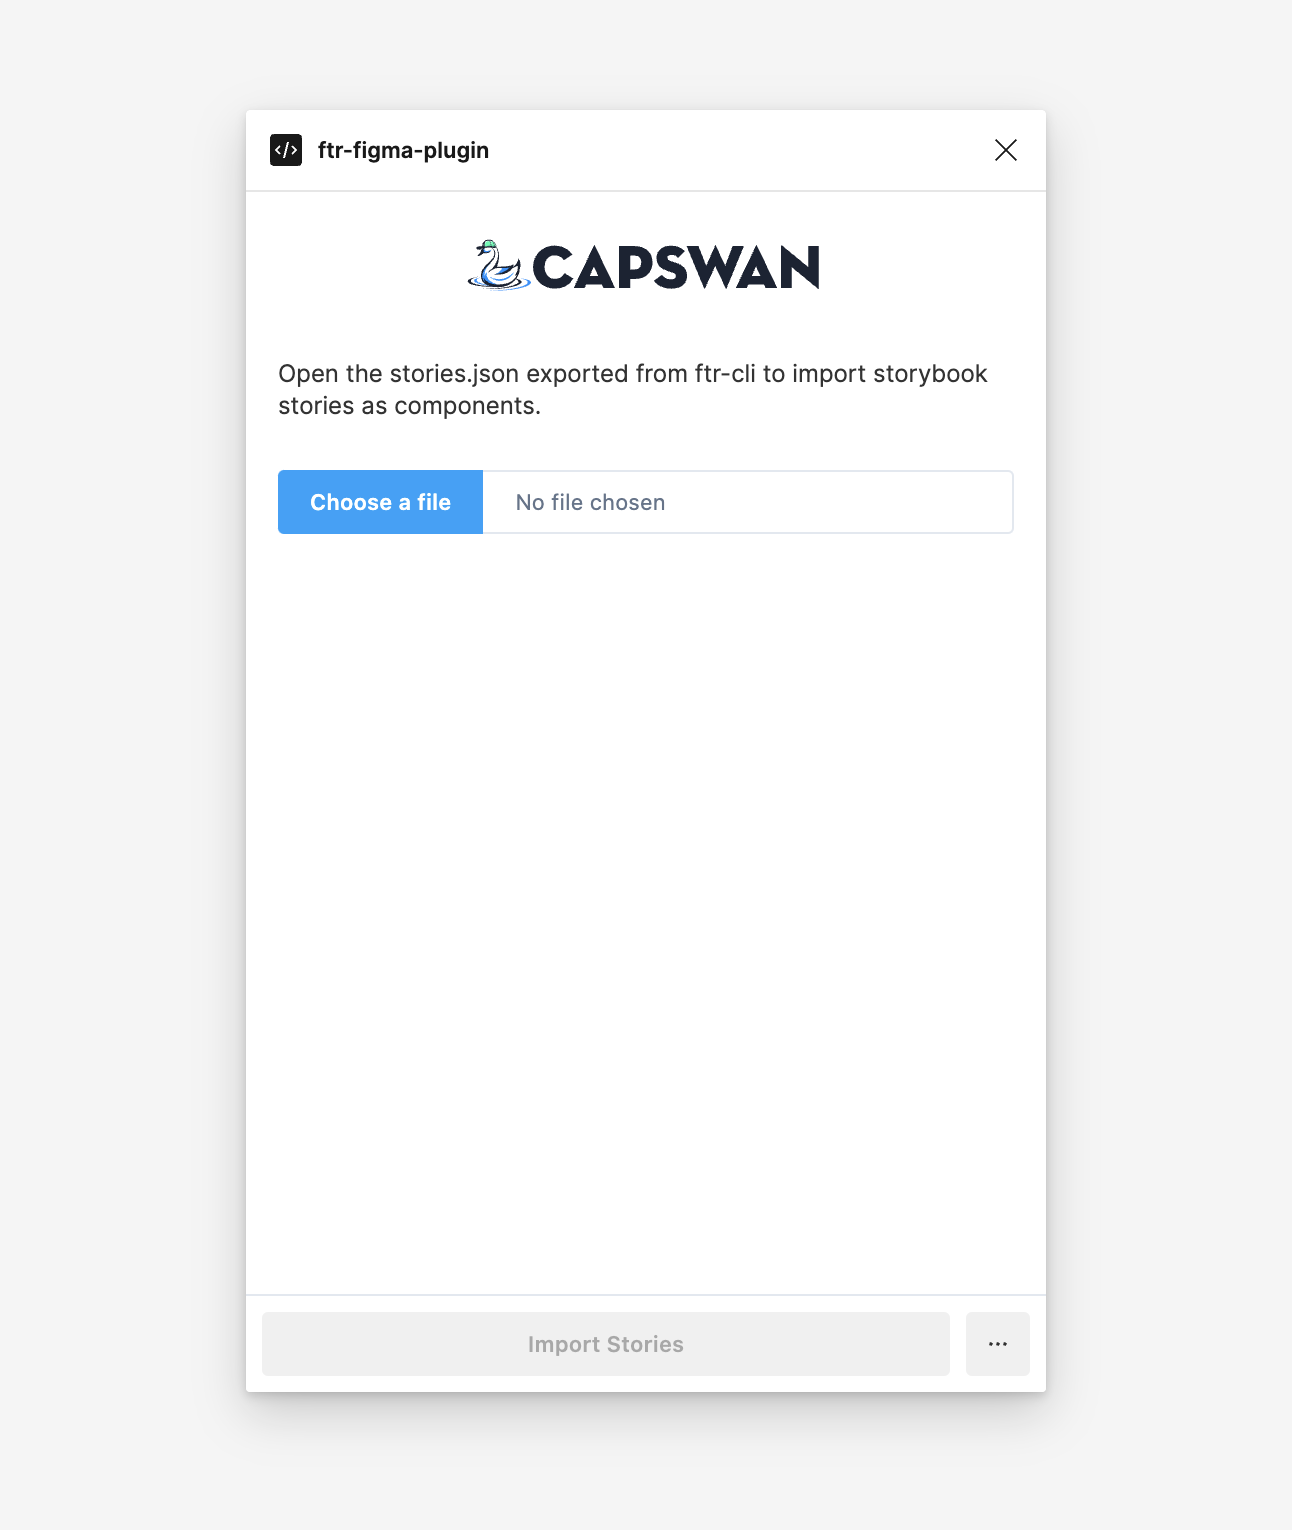 </> ftr-figma-plugin
CAPSWAN
Open the stories.json exported from ftr-cli to import storybook
stories as components.
Choose a file No file chosen
Import Stories ...